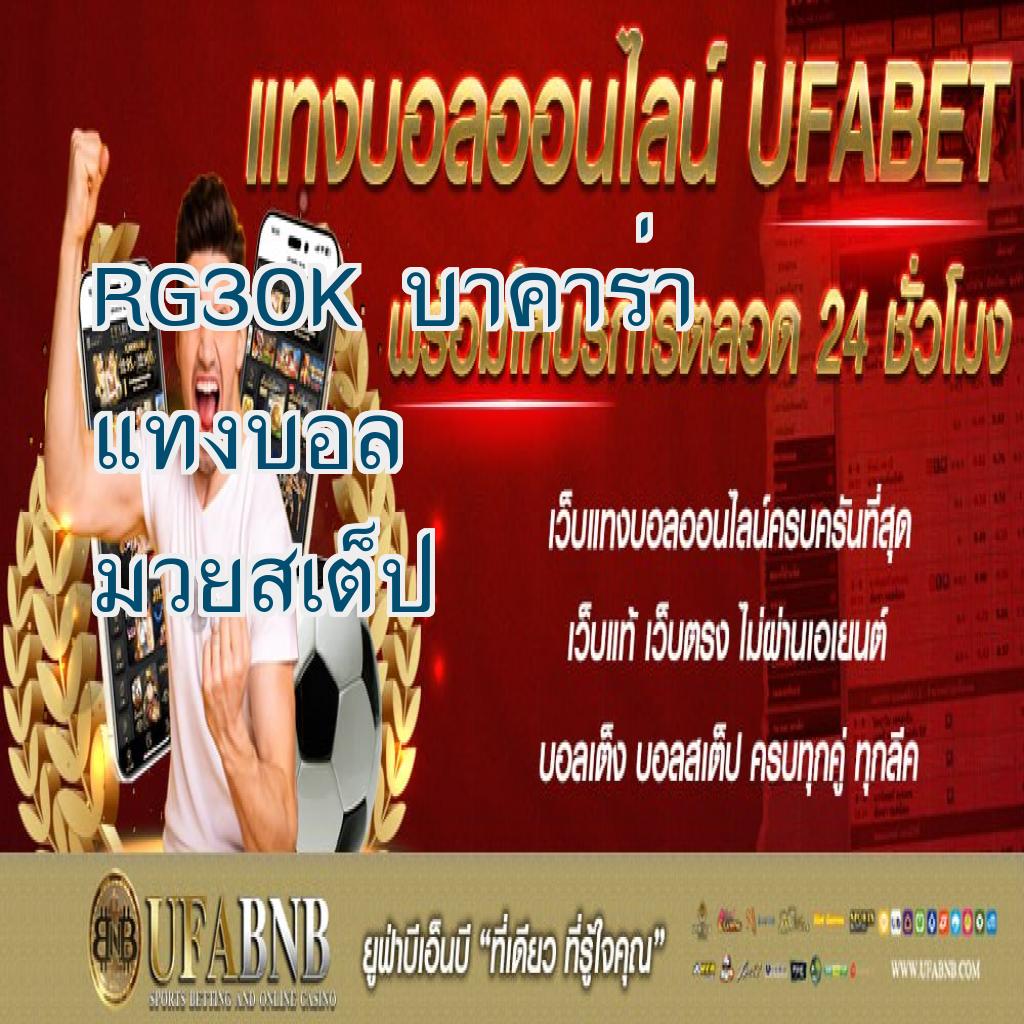 แทงบอลออนไลน์ UFABET
RG30K บาคาร่า
พร้อมให้บริการตลอด 24 ชั่วโมง
แทงบอล
เว็บแทงบอลออนไลน์ครบครันที่สุด
มวยสเต็ป
เว็บแท้ เว็บตรง ไม่ผ่านเอเยนต์
บอลเต็ง บอลสเต็ป ครบทุกคู่ ทุกลีค
UFABNB
SPORTS BETTING AND ONLINE CASINO
ยูฟ่าบีเอ็นบี “ที่เดียว ที่รู้ใจคุณ”
WWW.UFABNB.COM